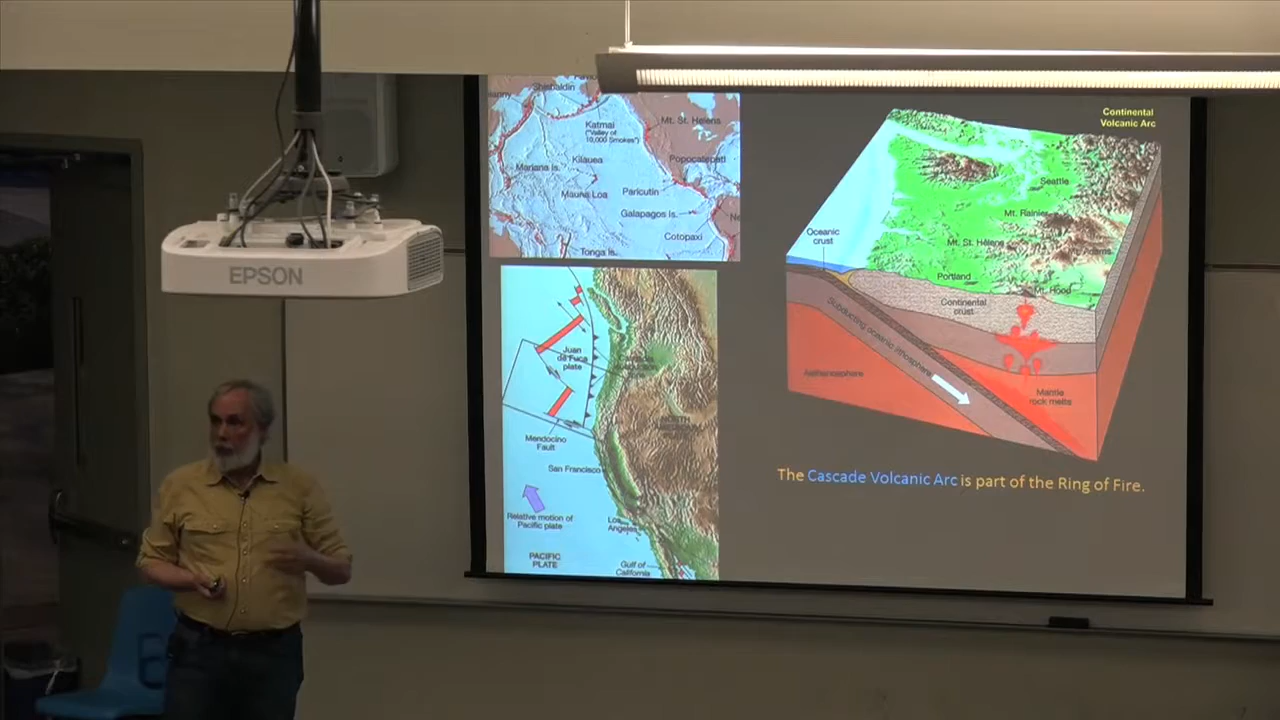 EPSON
Shishaldin
Katmai
("Valley of
10,000 Smokes")
Mt. St. Helens
Mariana Is.
Kilauea
Popocatepetl
Mauna Loa
Paricutin
Galapagos Is.
Cotopaxi
Tonga Is.
Juan
de Fuca
plate
Mendocino
Fault
San Francisco
Relative motion of
Pacific plate
Los
Angeles
PACIFIC
PLATE
Gulf of
California
Continental
Volcanic Arc
Seattle
Mt. Rainier
Oceanic
crust
Mt. St. Helens
Portland
Mt. Hood
Continental
crust
Subducting oceanic lithosphere
Asthenosphere
Mantle
rock melts
The Cascade Volcanic Arc is part of the Ring of Fire.